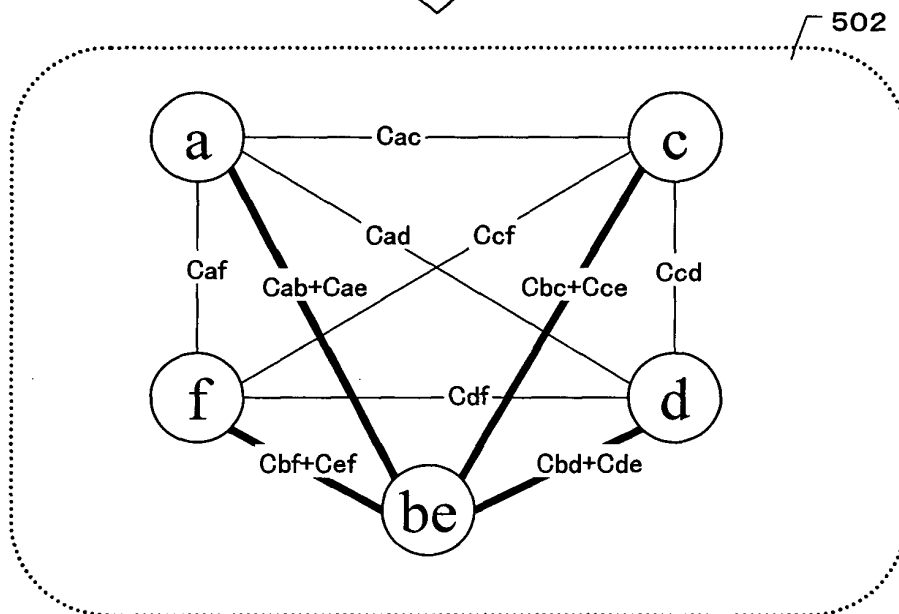 502
a
Cac
c
Cad
Ccf
Caf
Cab+Cae
Cbc+Cce
Ccd
f
Cdf
d
Cbf+Cef
Cbd+Cde
be